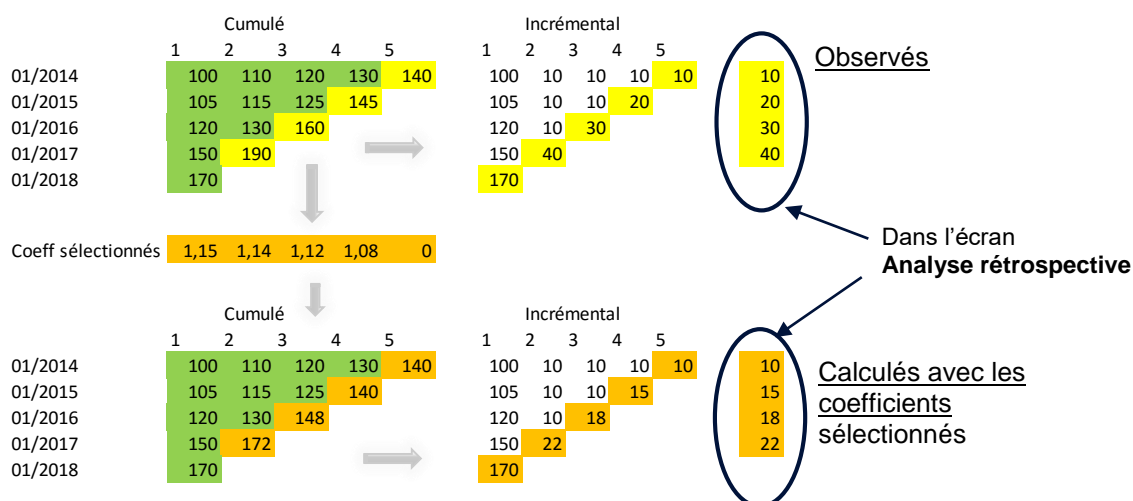 Cumulé Incrémental
1 2 3 4 5 1 2 3 4 5 Observés
01/2014 100 110 120 130 140 100 10 10 10 10 10
01/2015 105 115 125 145 105 10 10 20 20
01/2016 120 130 160 120 10 30 30
01/2017 150 190 150 40 40
01/2018 170 170
Dans l'écran
Analyse rétrospective
Coeff sélectionnés 1,15 1,14 1,12 1,08 0
Cumulé Incrémental
1 2 3 4 5 1 2 3 4 5
01/2014 100 110 120 130 140 100 10 10 10 10 10
01/2015 105 115 125 140 105 10 10 15 15
01/2016 120 130 148 120 10 18 18
01/2017 150 172 150 22 22
01/2018 170 170
Calculés avec les
coefficients
sélectionnés